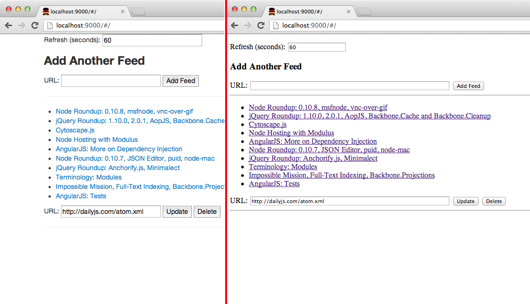 localhost:9000/#/
localhost:9000/#/
Refresh (seconds): 60
Add Another Feed
URL: Add Feed
Node Roundup: 0.10.8, msfnode, vnc-over-gif
jQuery Roundup: 1.10.0, 2.0.1, AopJS, Backbone.Cache
Cytoscape.js
Node Hosting with Modulus
AngularJS: More on Dependency Injection
Node Roundup: 0.10.7, JSON Editor, puid, node-mac
jQuery Roundup: Anchorify.js, Minimalect
Terminology: Modules
Impossible Mission, Full-Text Indexing, Backbone.Projec
AngularJS: Tests
URL: http://dailyjs.com/atom.xml Update Delete
localhost:9000/#/
localhost:9000/#/
Refresh (seconds): 60
Add Another Feed
URL: Add Feed
Node Roundup: 0.10.8, msfnode, vnc-over-gif
jQuery Roundup: 1.10.0, 2.0.1, AopJS, Backbone.Cache and Backbone.Cleanup
Cytoscape.js
Node Hosting with Modulus
AngularJS: More on Dependency Injection
Node Roundup: 0.10.7, JSON Editor, puid, node-mac
jQuery Roundup: Anchorify.js, Minimalect
Terminology: Modules
Impossible Mission, Full-Text Indexing, Backbone.Projections
AngularJS: Tests
URL: http://dailyjs.com/atom.xml Update Delete